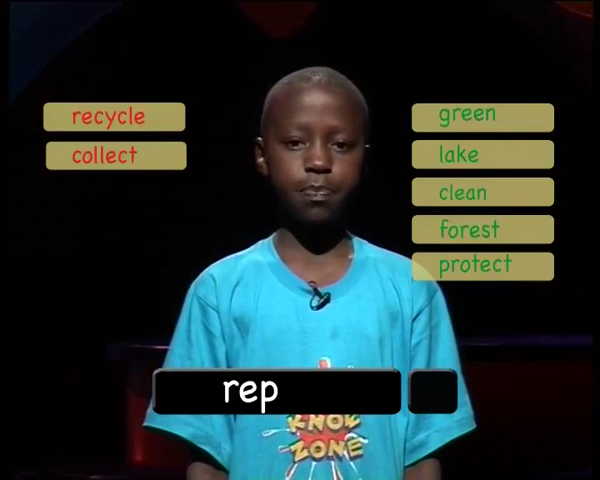 recycle
collect
green
lake
clean
forest
protect
rep
KNOW
ZONE